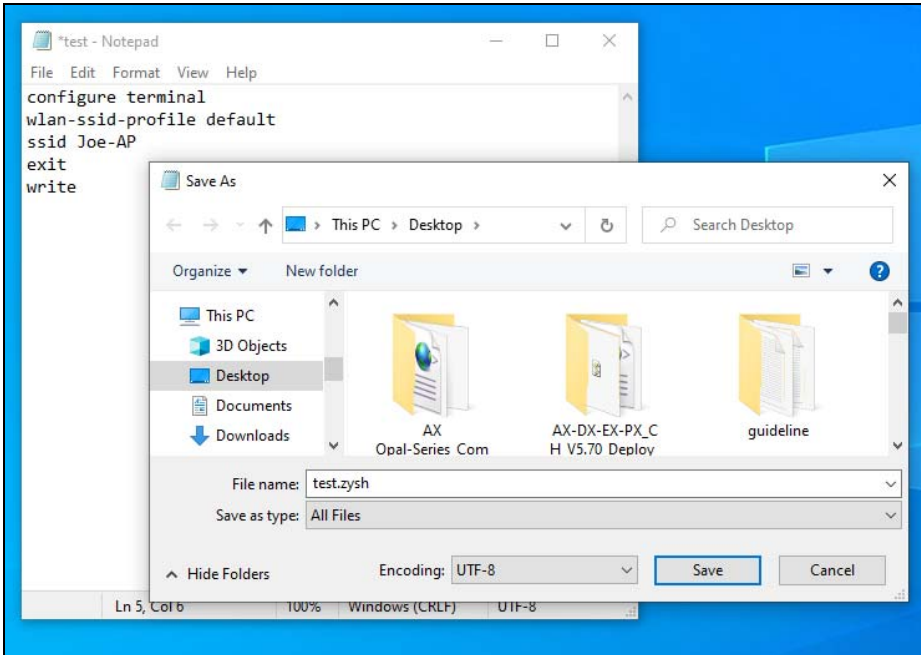 *test - Notepad
File Edit Format View Help
configure terminal
wlan-ssid-profile default
ssid Joe-AP
exit
write
Save As
This PC › Desktop ›
Search Desktop
Organize New folder
This PC
3D Objects
Desktop
Documents
Downloads
AX
Opal-Series Com
AX-DX-EX-PX_C
H V5.70 Deploy
guideline
File name: test.zysh
Save as type: All Files
Hide Folders
Encoding: UTF-8
Save
Cancel
Ln 5, Col 6 100% Windows (CRLF) UTF-8